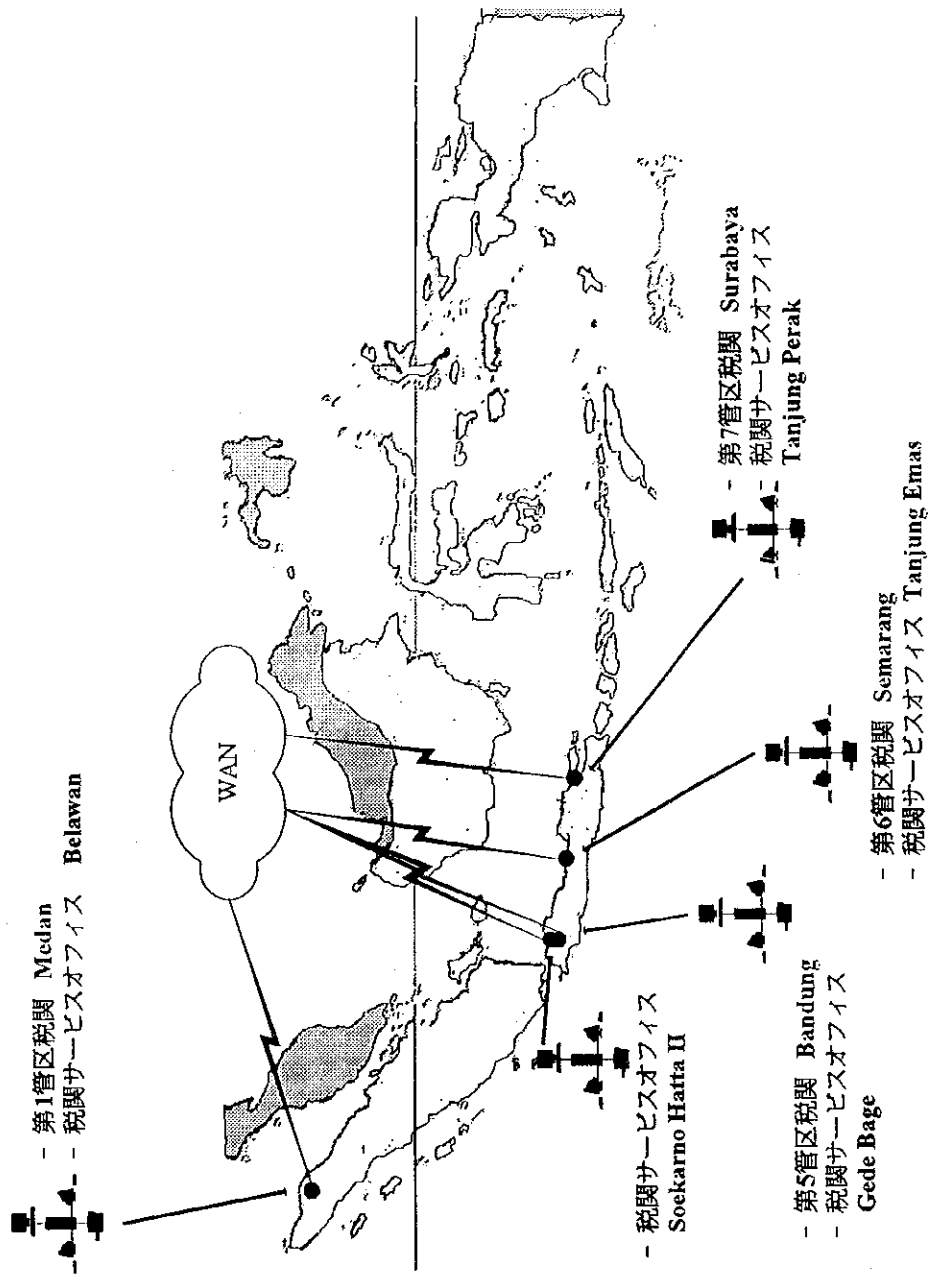 - 第1管区税関 Medan
- 税関サービスオフィス Belawan
WAN
- 税関サービスオフィス
Soekarno Hatta II
- 第5管区税関 Bandung
- 税関サービスオフィス
Gede Bage
- 第6管区税関 Semarang
- 税関サービスオフィス Tanjung Emas
- 第7管区税関 Surabaya
- 税関サービスオフィス
Tanjung Perak